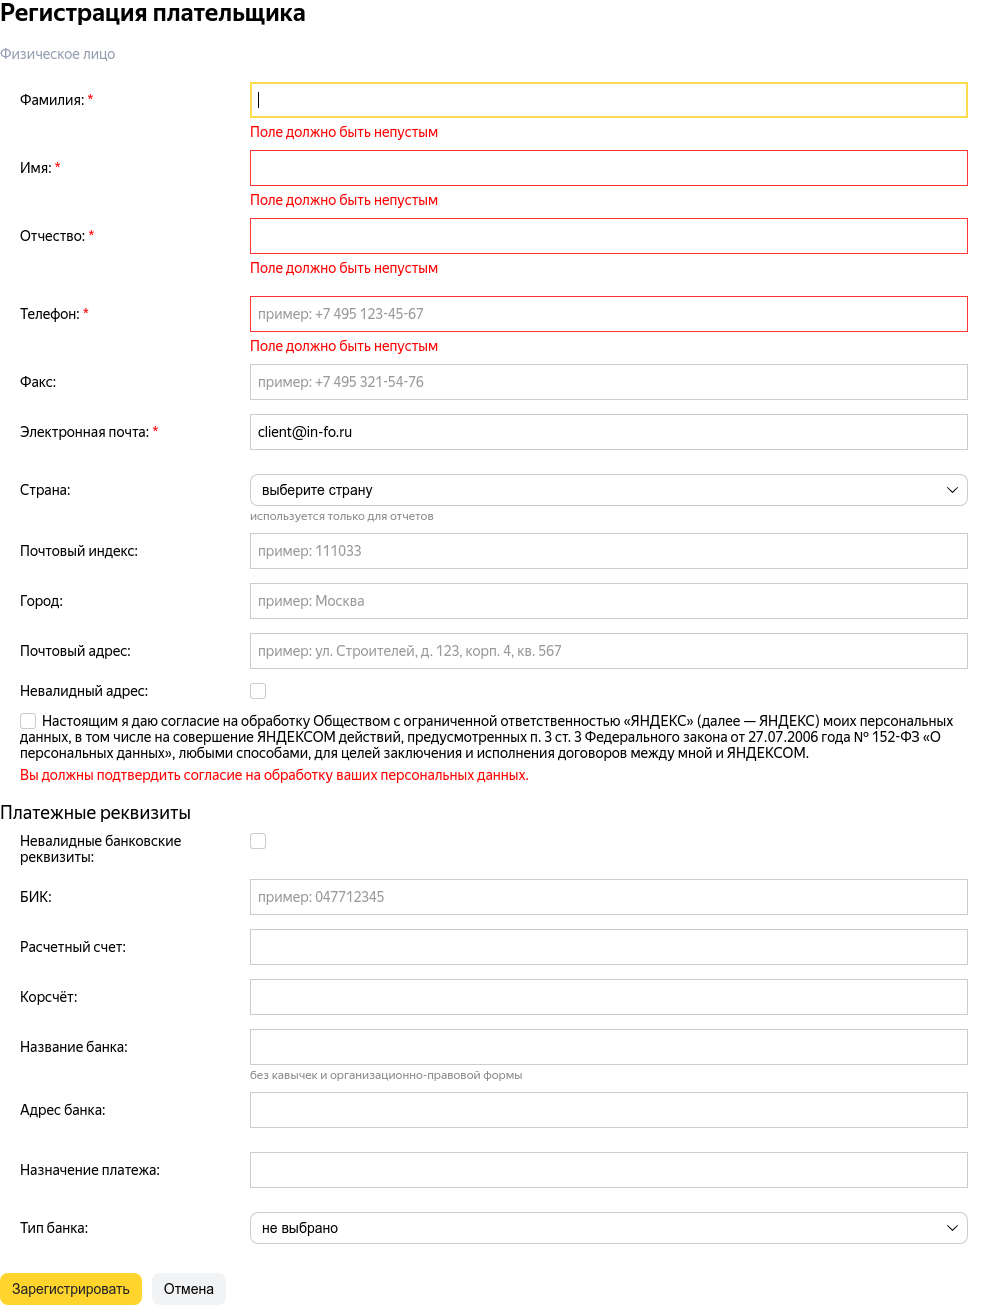 Регистрация плательщика
Физическое лицо
Фамилия: *
Поле должно быть непустым
Имя: *
Поле должно быть непустым
Отчество: *
Поле должно быть непустым
Телефон: *
пример: +7 495 123-45-67
Поле должно быть непустым
Факс:
пример: +7 495 321-54-76
Электронная почта: *
client@in-fo.ru
Страна:
выберите страну
используется только для отчетов
Почтовый индекс:
пример: 111033
Город:
пример: Москва
Почтовый адрес:
пример: ул. Строителей, д. 123, корп. 4, кв. 567
Невалидный адрес:
Настоящим я даю согласие на обработку Обществом с ограниченной ответственностью «ЯНДЕКС» (далее — ЯНДЕКС) моих персональных
данных, в том числе на совершение ЯНДЕКСОМ действий, предусмотренных п. 3 ст. 3 Федерального закона от 27.07.2006 года № 152-ФЗ «О
персональных данных», любыми способами, для целей заключения и исполнения договоров между мной и ЯНДЕКСОМ.
Вы должны подтвердить согласие на обработку ваших персональных данных.
Платежные реквизиты
Невалидные банковские
реквизиты:
БИК:
пример: 047712345
Расчетный счет:
Корсчёт:
Название банка:
без кавычек и организационно-правовой формы
Адрес банка:
Назначение платежа:
Тип банка:
не выбрано
Зарегистрировать
Отмена